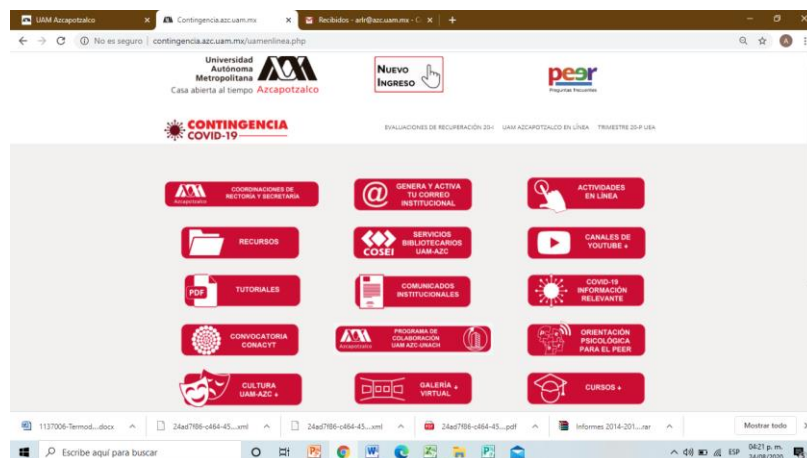 UAM Azcapotzalco
Contingencia.azc.uam.mx
Recibidos - arlr@azc.uam.mx - C
No es seguro | contingencia.azc.uam.mx/uamenlinea.php
Universidad
Autónoma
Metropolitana
Casa abierta al tiempo Azcapotzalco
NUEVO
INGRESO
peer
Preguntas frecuentes
CONTINGENCIA
COVID-19
EVALUACIONES DE RECUPERACIÓN 20-I
UAM AZCAPOTZALCO EN LÍNEA
TRIMESTRE 20-P UEA
Azcapotzalco
COORDINACIONES DE
RECTORÍA Y SECRETARÍA
@
GENERA Y ACTIVA
TU CORREO
INSTITUCIONAL
ACTIVIDADES
EN LÍNEA
RECURSOS
COSEI
SERVICIOS
BIBLIOTECARIOS
UAM-AZC
CANALES DE
YOUTUBE +
PDF
TUTORIALES
COMUNICADOS
INSTITUCIONALES
COVID-19
INFORMACIÓN
RELEVANTE
CONVOCATORIA
CONACYT
Azcapotzalco
PROGRAMA DE
COLABORACIÓN
UAM AZC-UNACH
ORIENTACIÓN
PSICOLÓGICA
PARA EL PEER
CULTURA
UAM-AZC +
GALERÍA +
VIRTUAL
CURSOS +
1137006-Termod....docx
24ad7f86-c464-45....xml
24ad7f86-c464-45....xml
24ad7f86-c464-45....pdf
Informes 2014-201....rar
Mostrar todo
Escribe aquí para buscar
ESP
04:21 p. m.
24/08/2020